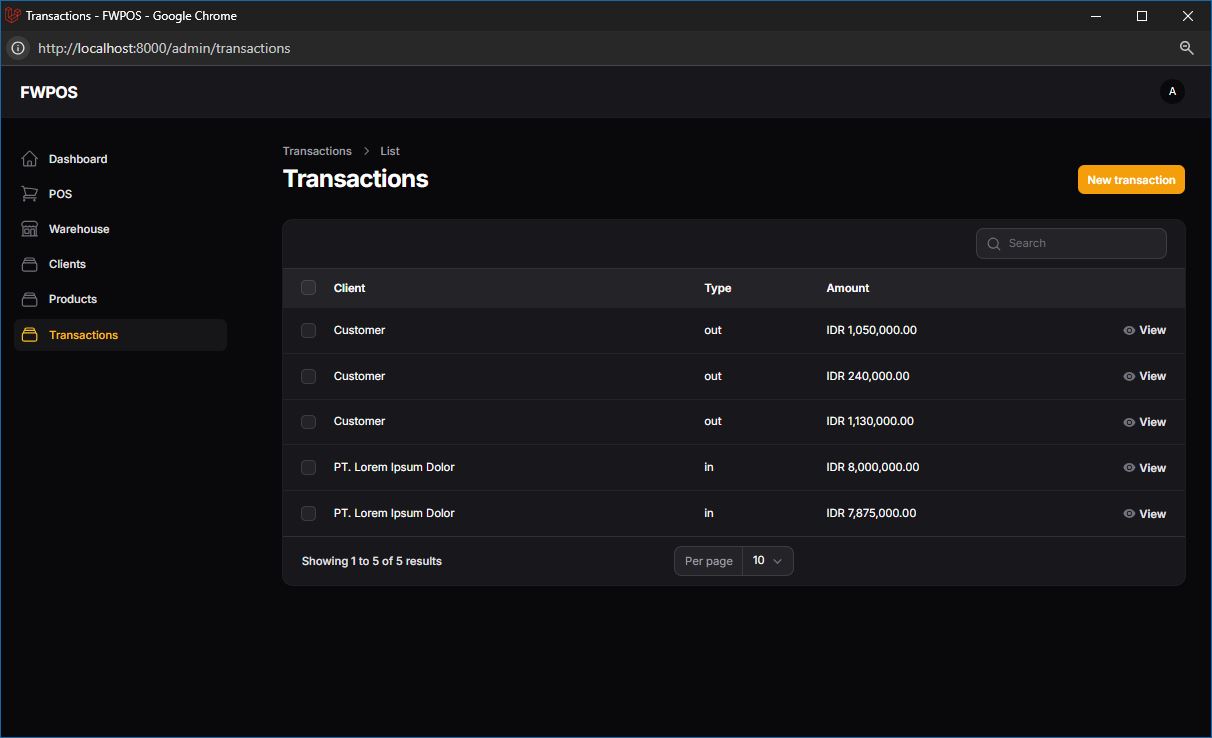 Transactions - FWPOS - Google Chrome
http://localhost:8000/admin/transactions
FWPOS
A
Dashboard
POS
Warehouse
Clients
Products
Transactions
Transactions > List
Transactions
New transaction
Search
Client Type Amount
Customer out IDR 1,050,000.00 View
Customer out IDR 240,000.00 View
Customer out IDR 1,130,000.00 View
PT. Lorem Ipsum Dolor in IDR 8,000,000.00 View
PT. Lorem Ipsum Dolor in IDR 7,875,000.00 View
Showing 1 to 5 of 5 results
Per page 10